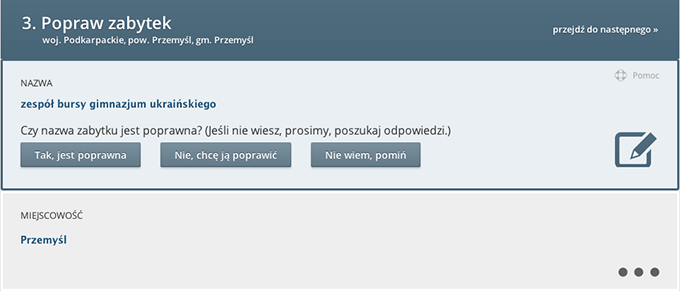 3. Popraw zabytek
woj. Podkarpackie, pow. Przemyśl, gm. Przemyśl
przejdź do następnego »
Pomoc
NAZWA
zespół bursy gimnazjum ukraińskiego
Czy nazwa zabytku jest poprawna? (Jeśli nie wiesz, prosimy, poszukaj odpowiedzi.)
Tak, jest poprawna
Nie, chcę ją poprawić
Nie wiem, pomiń
MIEJSCOWOŚĆ
Przemyśl